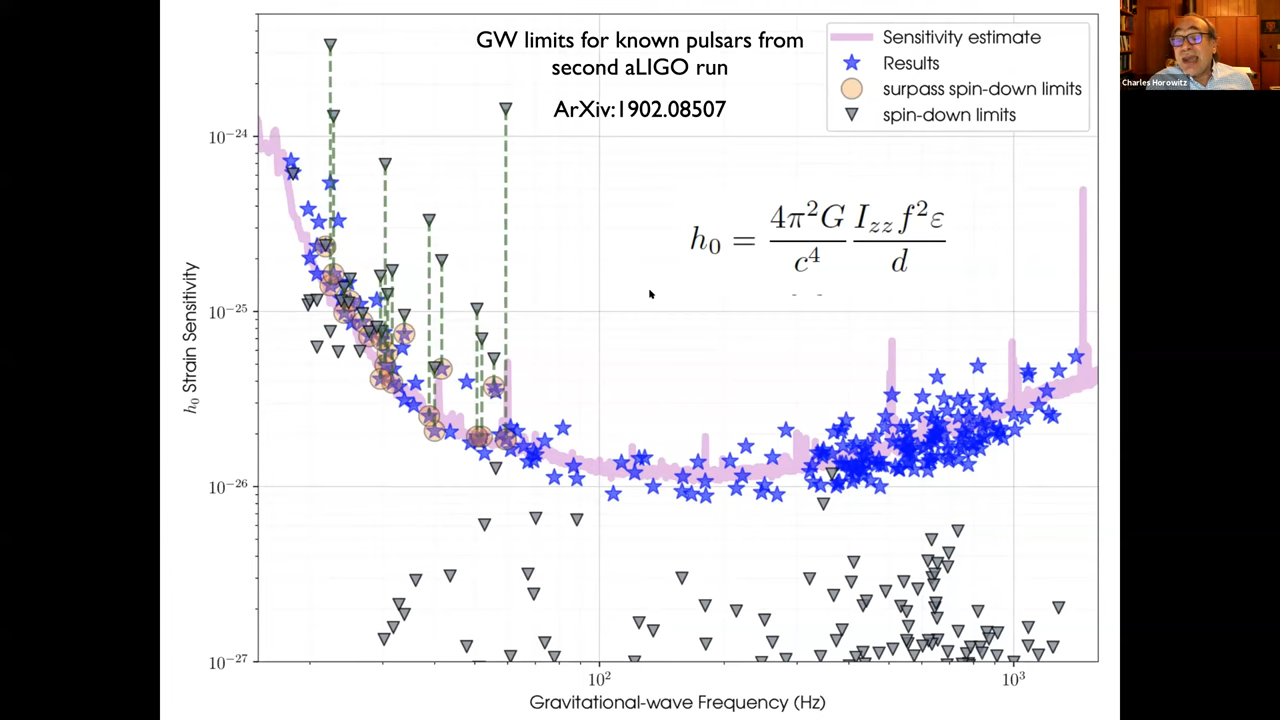 GW limits for known pulsars from
second aLIGO run
ArXiv:1902.08507
Sensitivity estimate
Results
surpass spin-down limits
spin-down limits
Charles Horowitz
h₀ = 4π²G/c⁴ I_zz f²ε/d
10⁻²⁴
10⁻²⁵
10⁻²⁶
10⁻²⁷
h₀ Strain Sensitivity
10²
10³
Gravitational-wave Frequency (Hz)